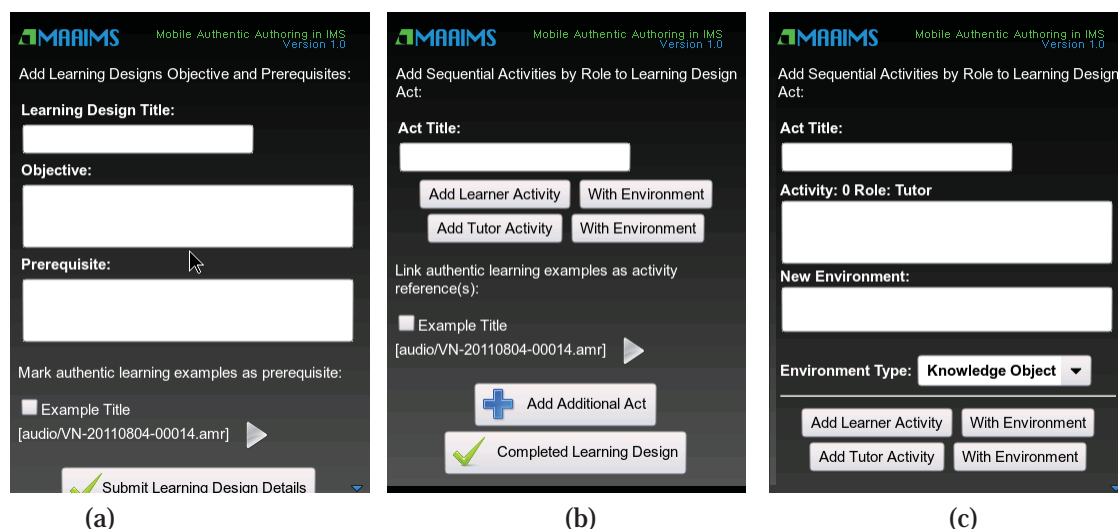 MAAIMS
Mobile Authentic Authoring in IMS
Version 1.0
Add Learning Designs Objective and Prerequisites:
Learning Design Title:
Objective:
Prerequisite:
Mark authentic learning examples as prerequisite:
Example Title
[audio/VN-20110804-00014.amr]
Submit Learning Design Details
(a)
MAAIMS
Mobile Authentic Authoring in IMS
Version 1.0
Add Sequential Activities by Role to Learning Design
Act:
Act Title:
Add Learner Activity With Environment
Add Tutor Activity With Environment
Link authentic learning examples as activity
reference(s):
Example Title
[audio/VN-20110804-00014.amr]
Add Additional Act
Completed Learning Design
(b)
MAAIMS
Mobile Authentic Authoring in IMS
Version 1.0
Add Sequential Activities by Role to Learning Design
Act:
Act Title:
Activity: 0 Role: Tutor
New Environment:
Environment Type: Knowledge Object
Add Learner Activity With Environment
Add Tutor Activity With Environment
(c)